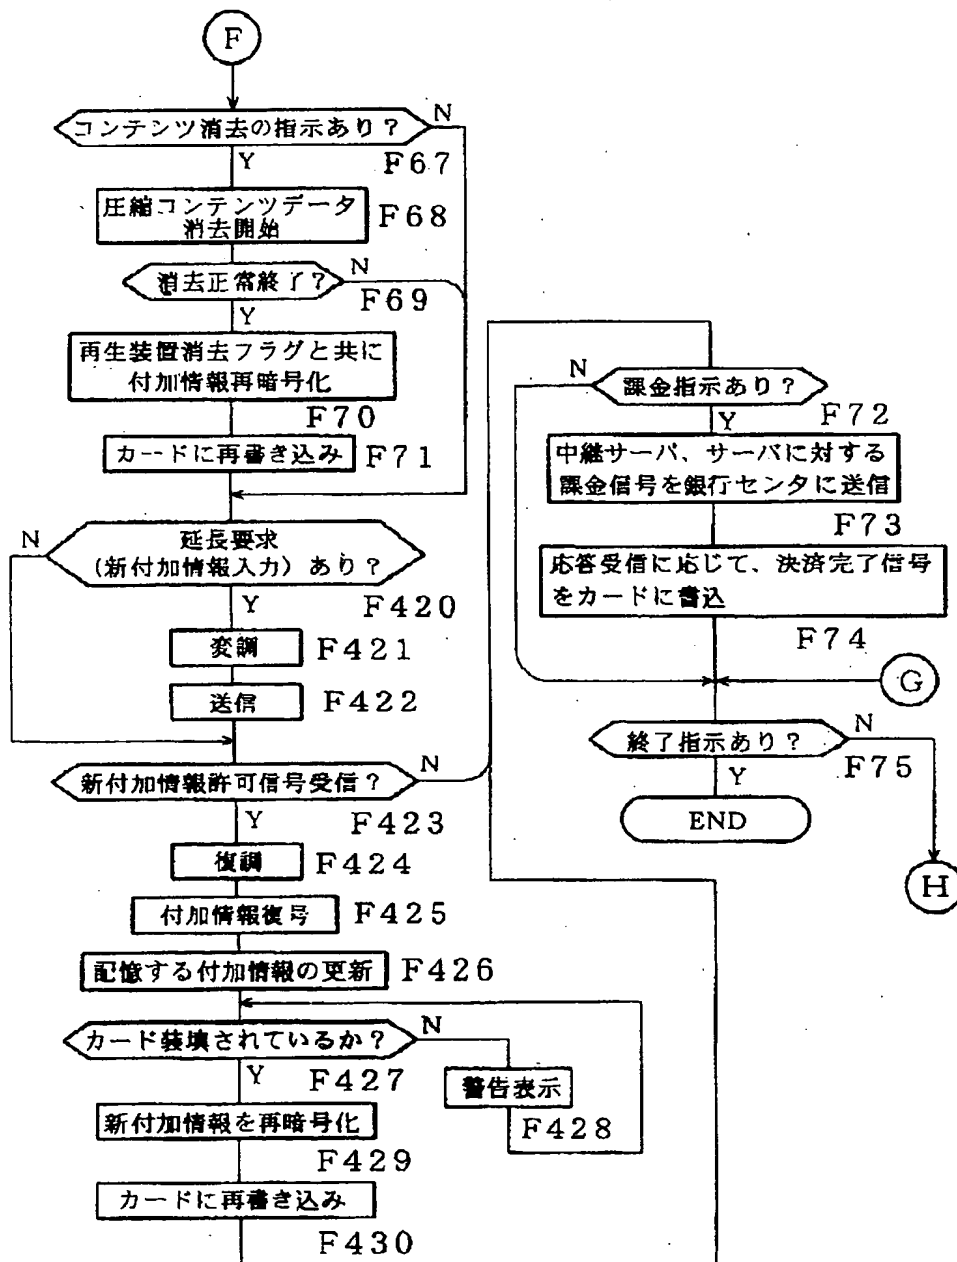 F
コンテンツ消去の指示あり?
N
Y
F67
圧縮コンテンツデータ
消去開始
F68
消去正常終了?
N
F69
Y
再生装置消去フラグと共に
付加情報再暗号化
F70
カードに再書き込み
F71
延長要求
(新付加情報入力)あり?
N
Y
F420
変調
F421
送信
F422
新付加情報許可信号受信?
N
Y
F423
復調
F424
付加情報復号
F425
記憶する付加情報の更新
F426
カード装填されているか?
N
Y
F427
警告表示
F428
新付加情報を再暗号化
F429
カードに再書き込み
F430
課金指示あり?
N
Y
F72
中継サーバ、サーバに対する
課金信号を銀行センタに送信
F73
応答受信に応じて、決済完了信号
をカードに書込
F74
G
終了指示あり?
N
F75
Y
END
H